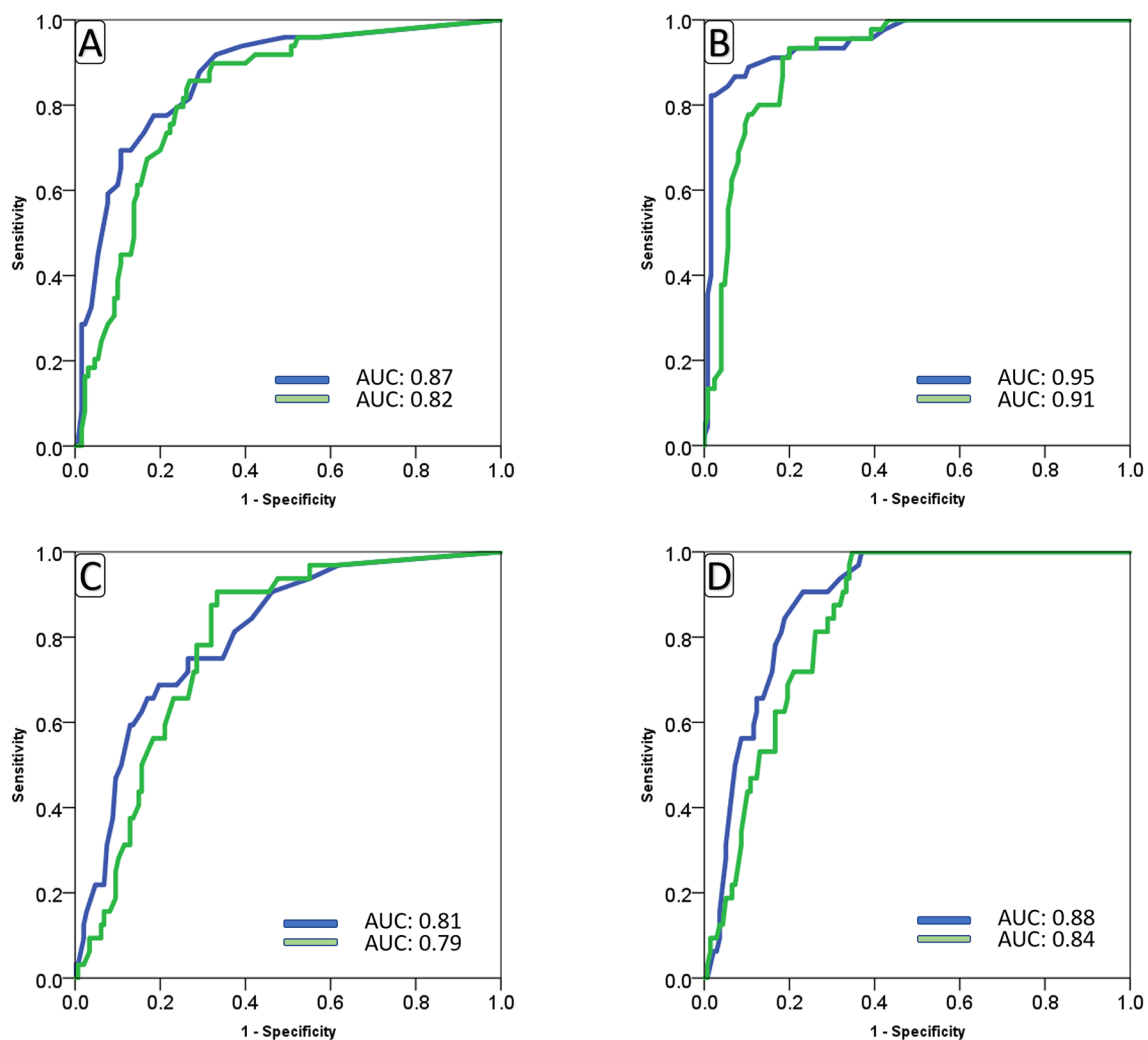 A
1.0
0.8
0.6
0.4
0.2
0.0
Sensitivity
AUC: 0.87
AUC: 0.82
0.0 0.2 0.4 0.6 0.8 1.0
1 - Specificity
B
1.0
0.8
0.6
0.4
0.2
0.0
Sensitivity
AUC: 0.95
AUC: 0.91
0.0 0.2 0.4 0.6 0.8 1.0
1 - Specificity
C
1.0
0.8
0.6
0.4
0.2
0.0
Sensitivity
AUC: 0.81
AUC: 0.79
0.0 0.2 0.4 0.6 0.8 1.0
1 - Specificity
D
1.0
0.8
0.6
0.4
0.2
0.0
Sensitivity
AUC: 0.88
AUC: 0.84
0.0 0.2 0.4 0.6 0.8 1.0
1 - Specificity